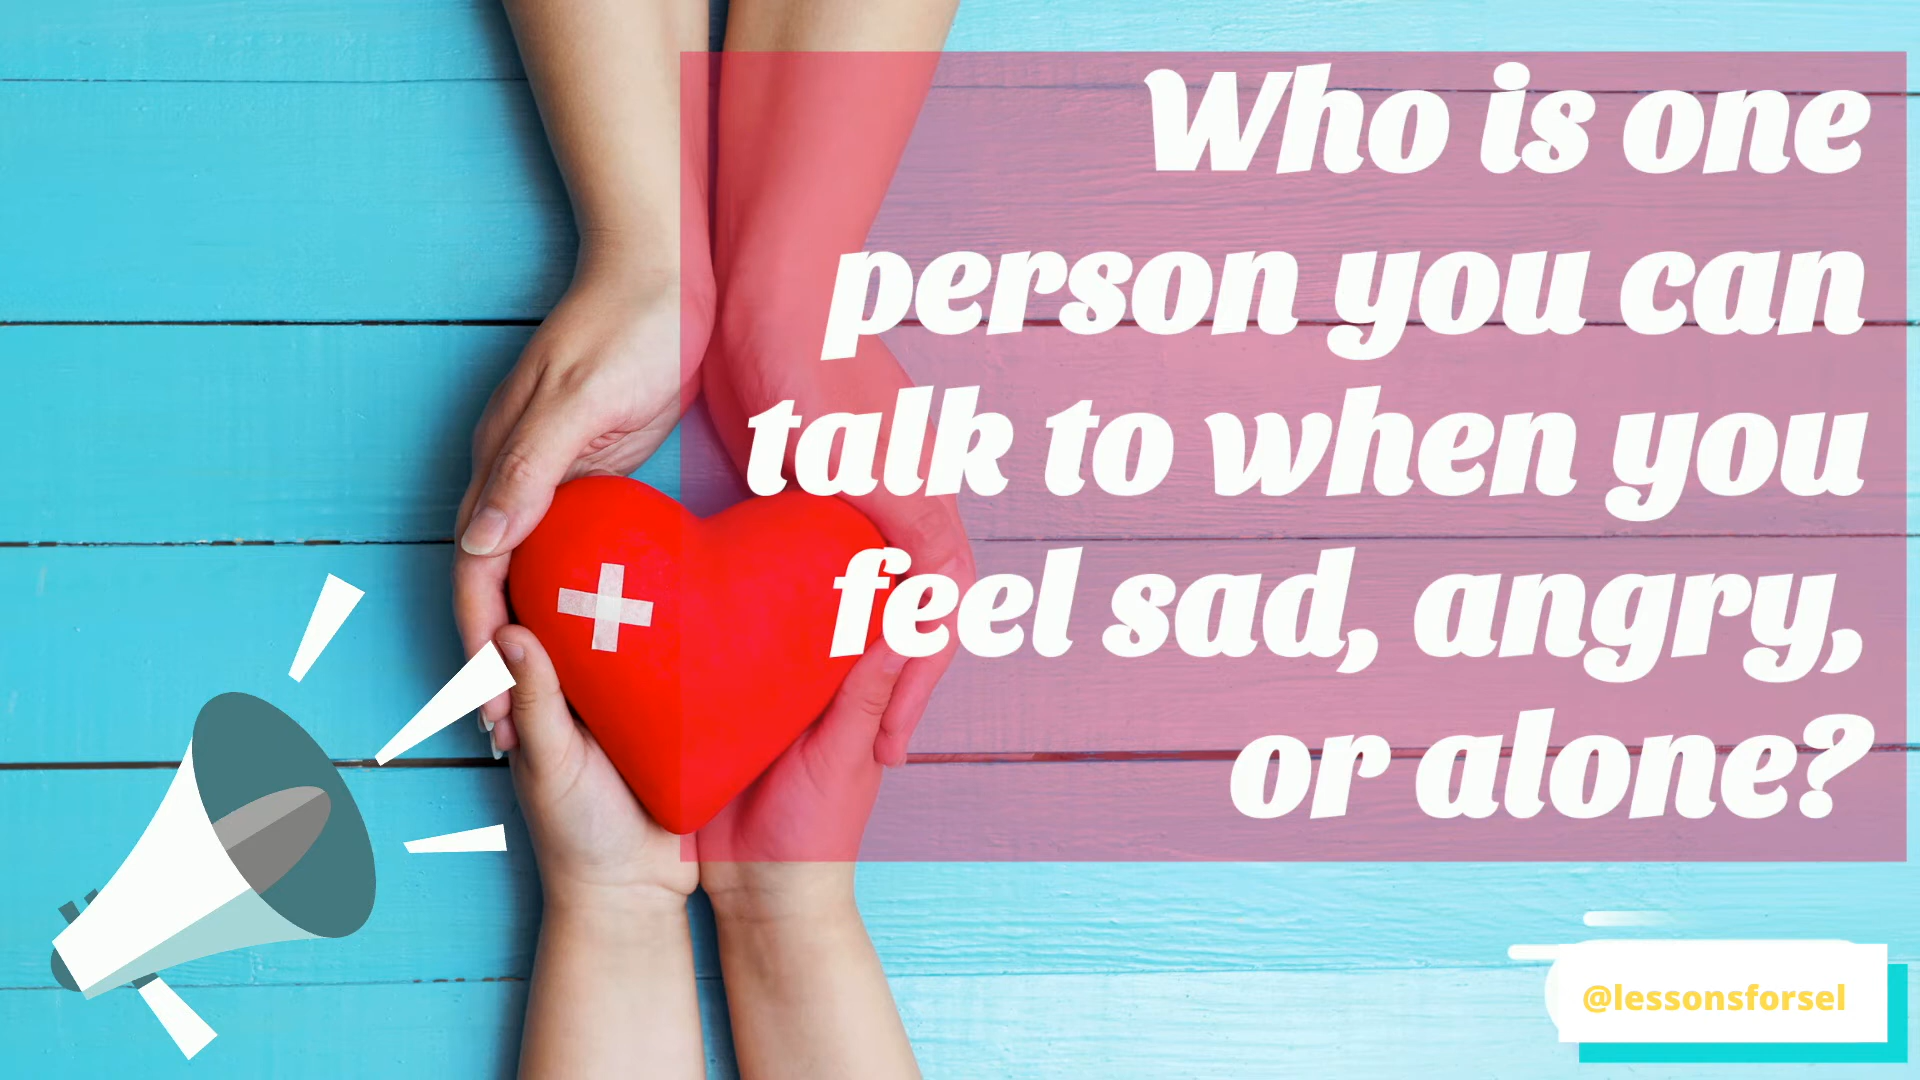 Who is one
person you can
talk to when you
feel sad, angry,
or alone?
@lessonsforsel